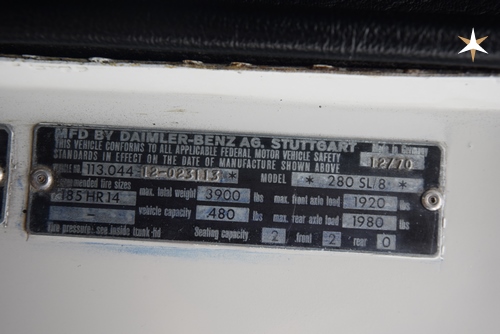 MFD BY DAIMLER-BENZ AG. STUTTGART
THIS VEHICLE CONFORMS TO ALL APPLICABLE FEDERAL MOTOR VEHICLE SAFETY 12/70
STANDARDS IN EFFECT ON THE DATE OF MANUFACTURE SHOWN ABOVE
113.044 12-023113 * MODEL * 280 SL/8 *
recommended tire sizes max. total weight 3900 lbs max. front axle load 1920 lbs
185 HR 14 vehicle capacity 480 lbs max. rear axle load 1980 lbs
–
tire pressure: see inside (tank-lid Seating capacity 2 front 2 rear 0